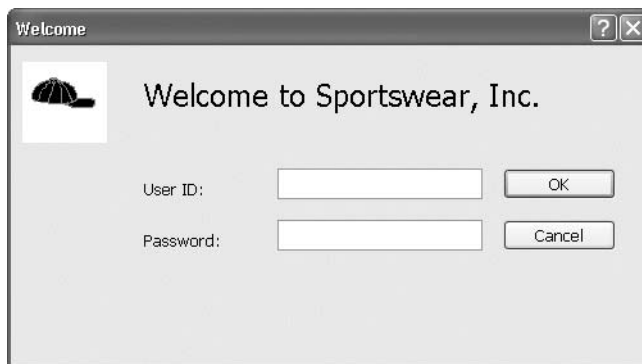 Welcome
Welcome to Sportswear, Inc.
User ID:
OK
Password:
Cancel